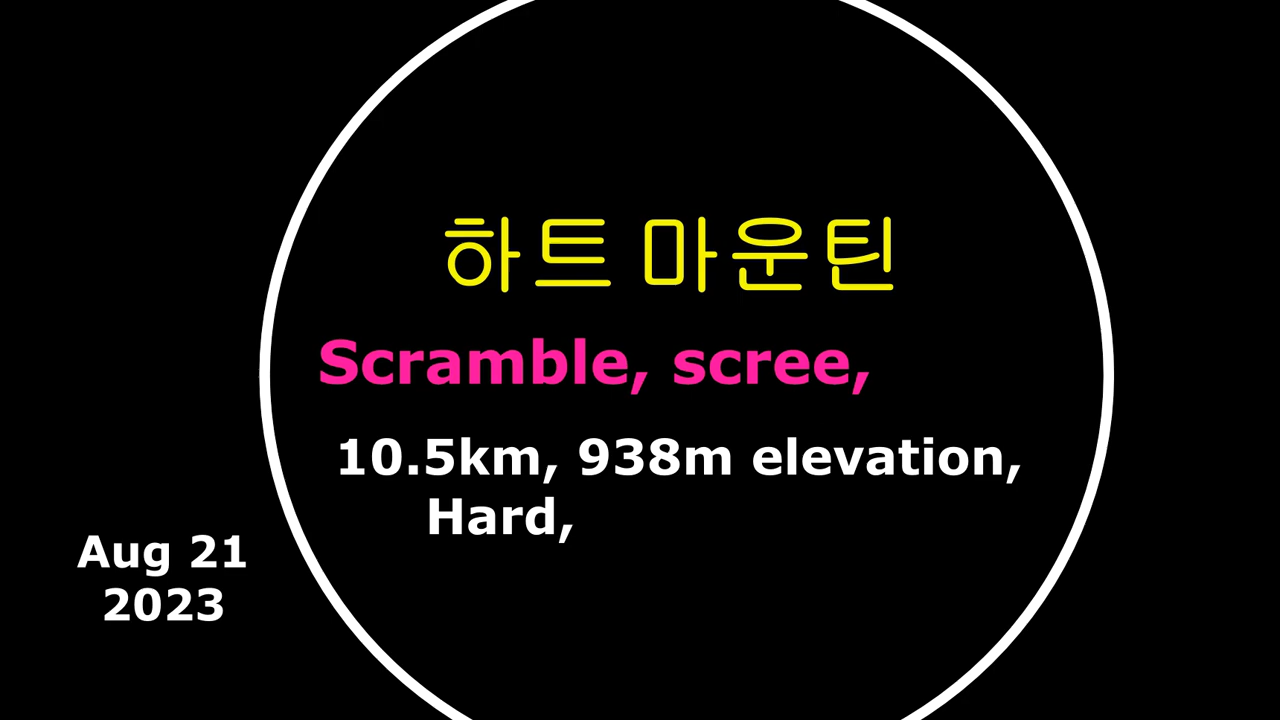 하트 마운틴
Scramble, scree,
10.5km, 938m elevation,
Hard,
Aug 21
2023